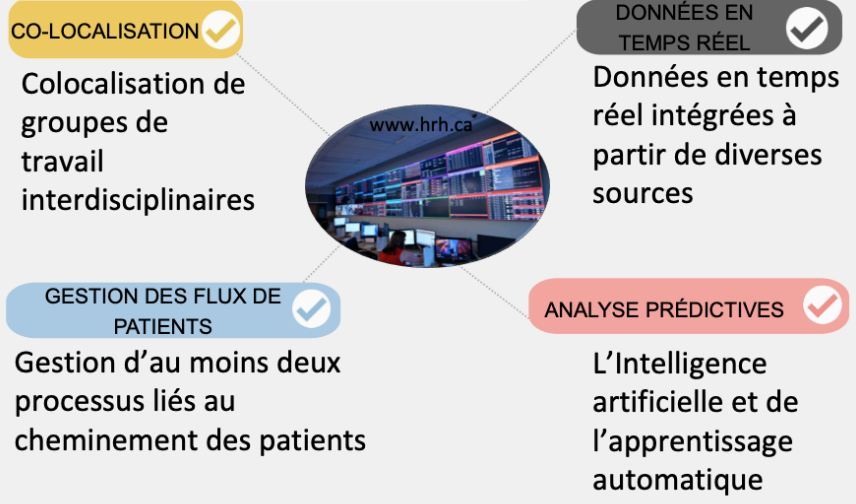 CO-LOCALISATION
Colocalisation de
groupes de
travail
interdisciplinaires
DONNÉES EN
TEMPS RÉEL
Données en temps
réel intégrées à
partir de diverses
sources
www.hrh.ca
GESTION DES FLUX DE
PATIENTS
Gestion d’au moins deux
processus liés au
cheminement des patients
ANALYSE PRÉDICTIVES
L’Intelligence
artificielle et de
l’apprentissage
automatique